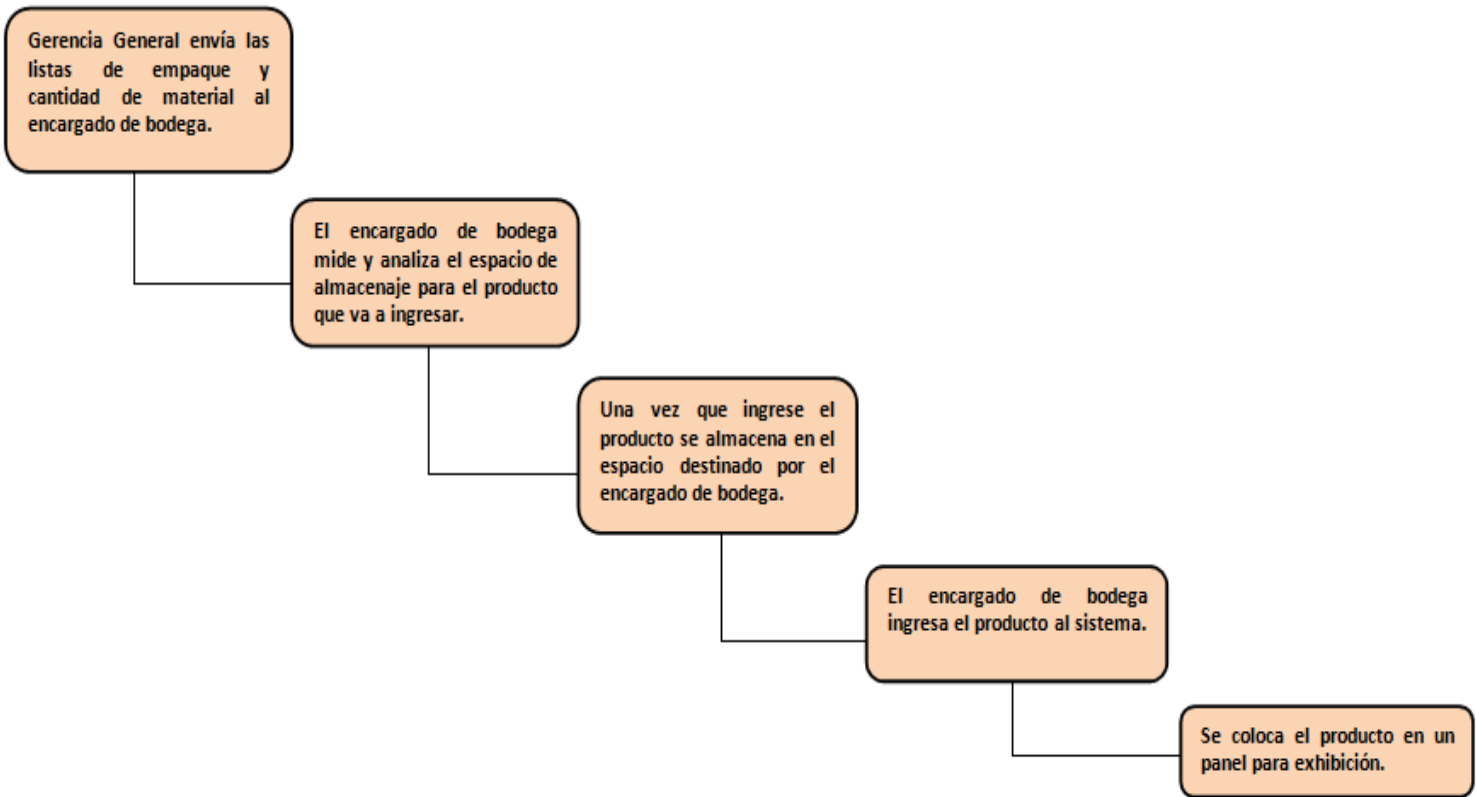 Gerencia General envía las
listas de empaque y
cantidad de material al
encargado de bodega.
El encargado de bodega
mide y analiza el espacio de
almacenaje para el producto
que va a ingresar.
Una vez que ingrese el
producto se almacena en el
espacio destinado por el
encargado de bodega.
El encargado de bodega
ingresa el producto al sistema.
Se coloca el producto en un
panel para exhibición.